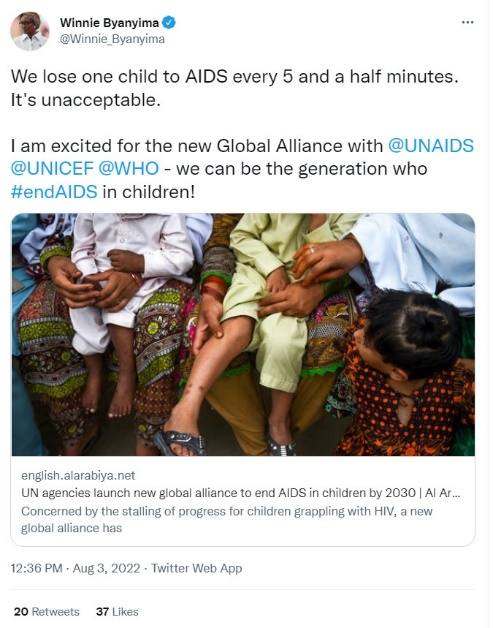 Winnie Byanyima
@Winnie_Byanyima
We lose one child to AIDS every 5 and a half minutes.
It's unacceptable.
I am excited for the new Global Alliance with @UNAIDS
@UNICEF @WHO - we can be the generation who
#endAIDS in children!
english.alarabiya.net
UN agencies launch new global alliance to end AIDS in children by 2030 | Al Ar...
Concerned by the stalling of progress for children grappling with HIV, a new
global alliance has
12:36 PM · Aug 3, 2022 · Twitter Web App
20 Retweets 37 Likes